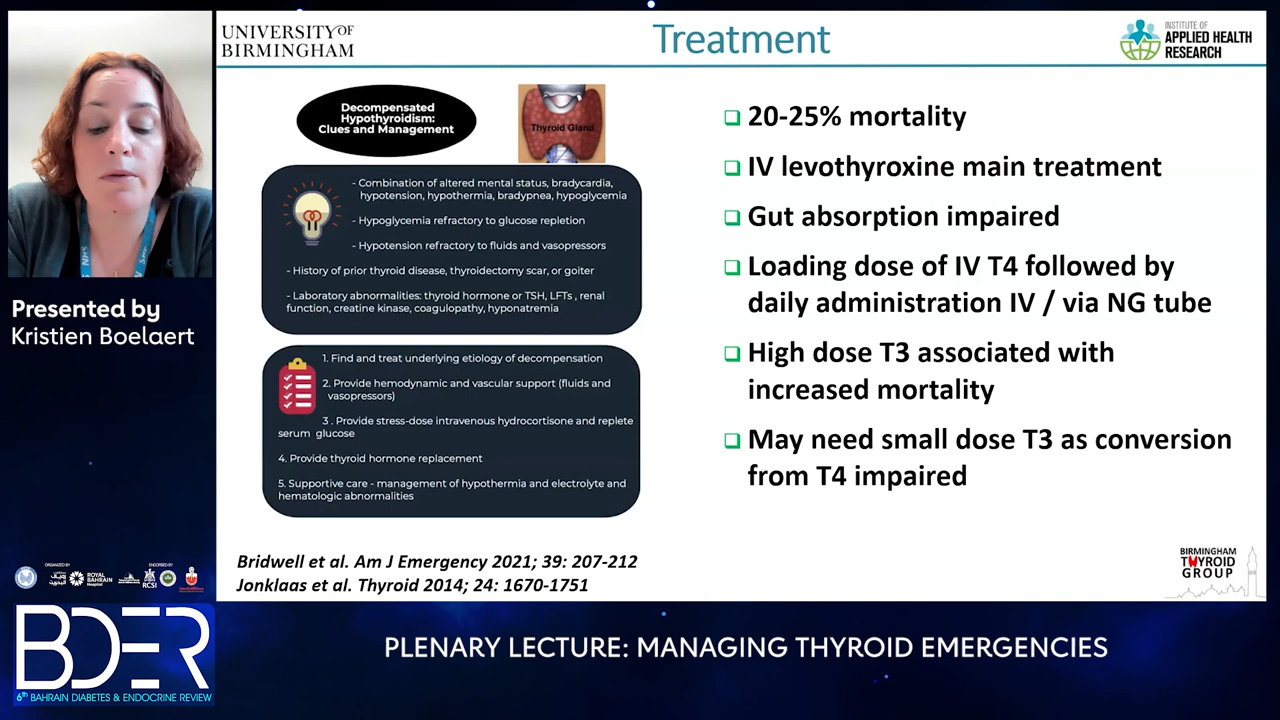 UNIVERSITY OF
BIRMINGHAM
Treatment
INSTITUTE OF
APPLIED HEALTH
RESEARCH
Decompensated
Hypothyroidism:
Clues and Management
Thyroid Gland
- Combination of altered mental status, bradycardia,
hypotension, hypothermia, bradypnea, hypoglycemia
- Hypoglycemia refractory to glucose repletion
- Hypotension refractory to fluids and vasopressors
- History of prior thyroid disease, thyroidectomy scar, or goiter
- Laboratory abnormalities: thyroid hormone or TSH, LFTs , renal
function, creatine kinase, coagulopathy, hyponatremia
1. Find and treat underlying etiology of decompensation
2. Provide hemodynamic and vascular support (fluids and
vasopressors)
3 . Provide stress-dose intravenous hydrocortisone and replete
serum glucose
4. Provide thyroid hormone replacement
5. Supportive care - management of hypothermia and electrolyte and
hematologic abnormalities
20-25% mortality
IV levothyroxine main treatment
Gut absorption impaired
Loading dose of IV T4 followed by
daily administration IV / via NG tube
High dose T3 associated with
increased mortality
May need small dose T3 as conversion
from T4 impaired
Bridwell et al. Am J Emergency 2021; 39: 207-212
Jonklaas et al. Thyroid 2014; 24: 1670-1751
BIRMINGHAM
THYROID
GROUP
Presented by
Kristien Boelaert
NHS
ORGANIZED BY
ENDORSED BY
ROYAL
BAHRAIN
Hospital
RCSI
BDER
6th BAHRAIN DIABETES & ENDOCRINE REVIEW
PLENARY LECTURE: MANAGING THYROID EMERGENCIES